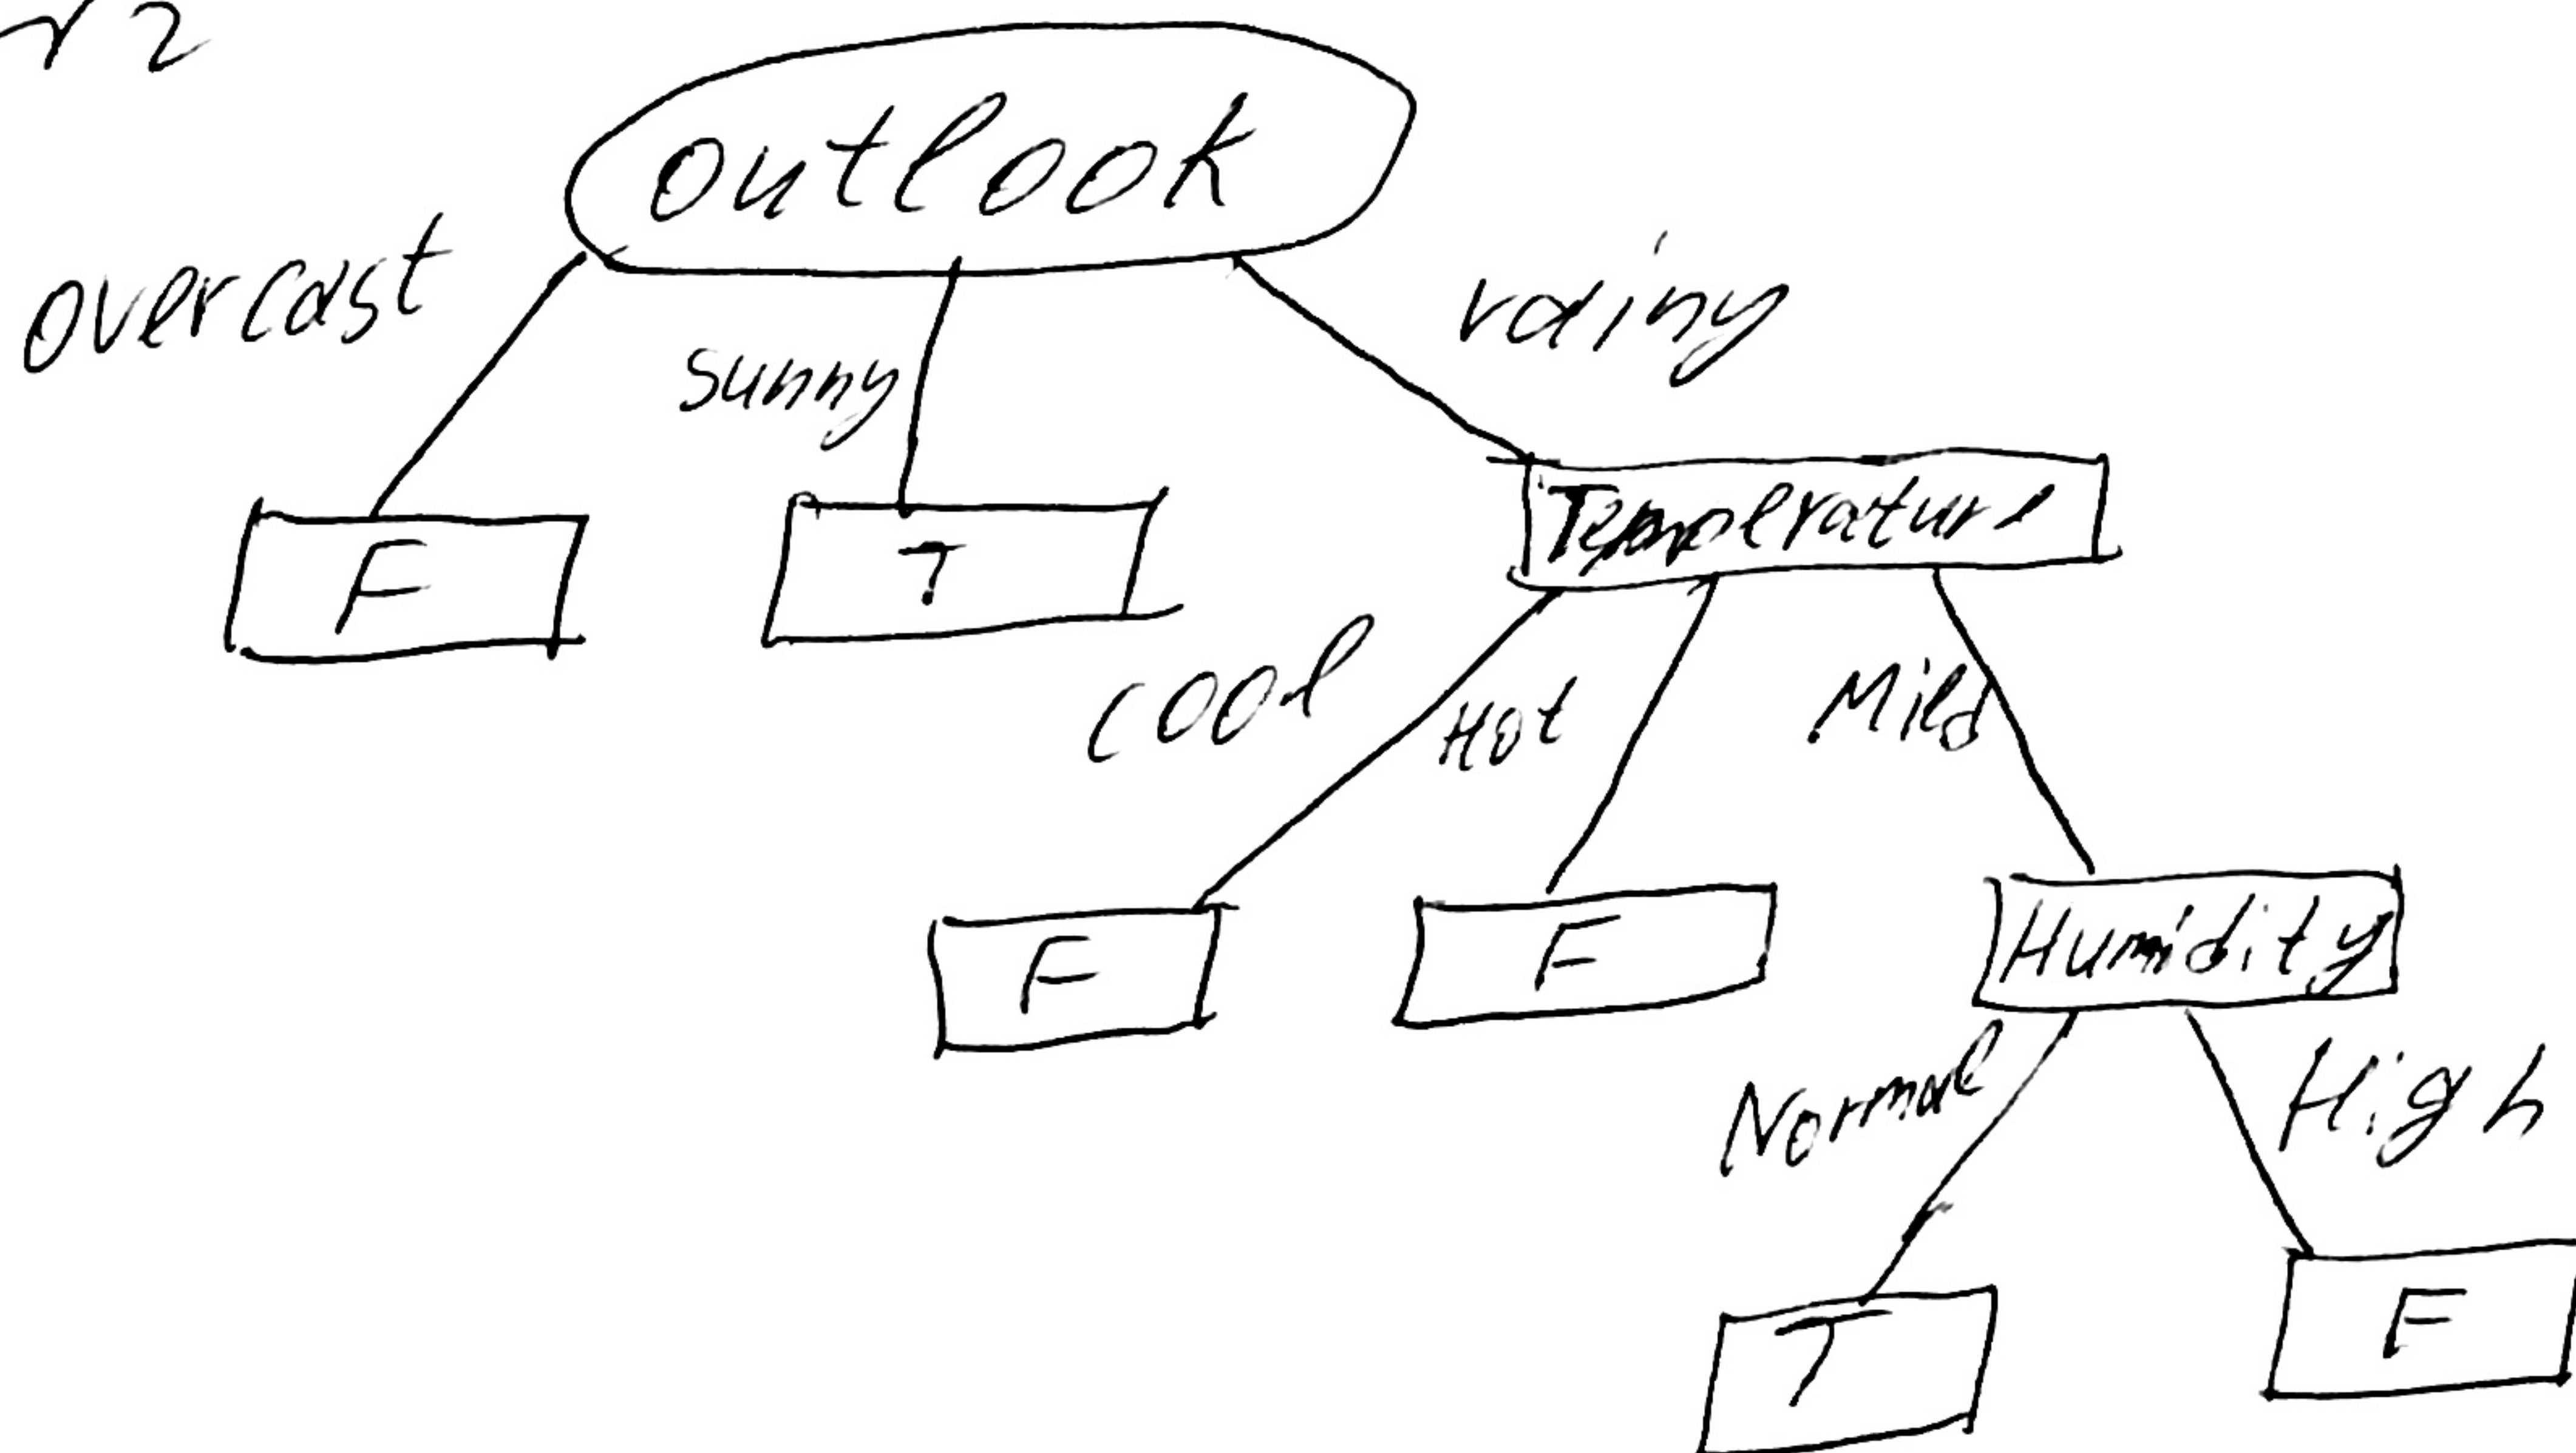 outlook
overcast
sunny
rainy
F
T
Temperature
cool
Hot
Mild
F
F
Humidity
Normal
High
T
F